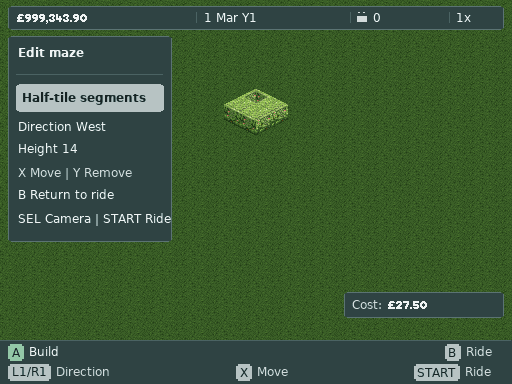 £999,343.90 1 Mar Y1 0 1x
Edit maze
Half-tile segments
Direction West
Height 14
X Move | Y Remove
B Return to ride
SEL Camera | START Ride
Cost: £27.50
A Build B Ride
L1/R1 Direction X Move START Ride